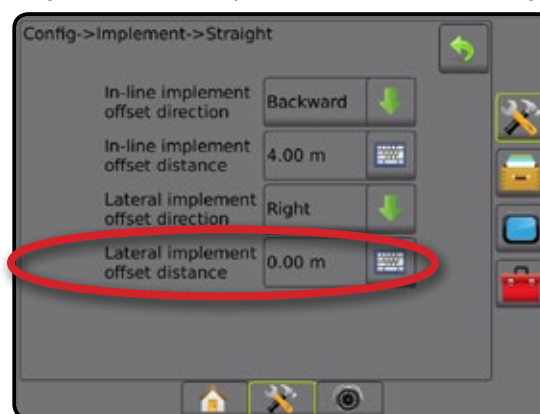 Config->Implement->Straight
In-line implement
offset direction
Backward
In-line implement
offset distance
4.00 m
Lateral implement
offset direction
Right
Lateral implement
offset distance
0.00 m